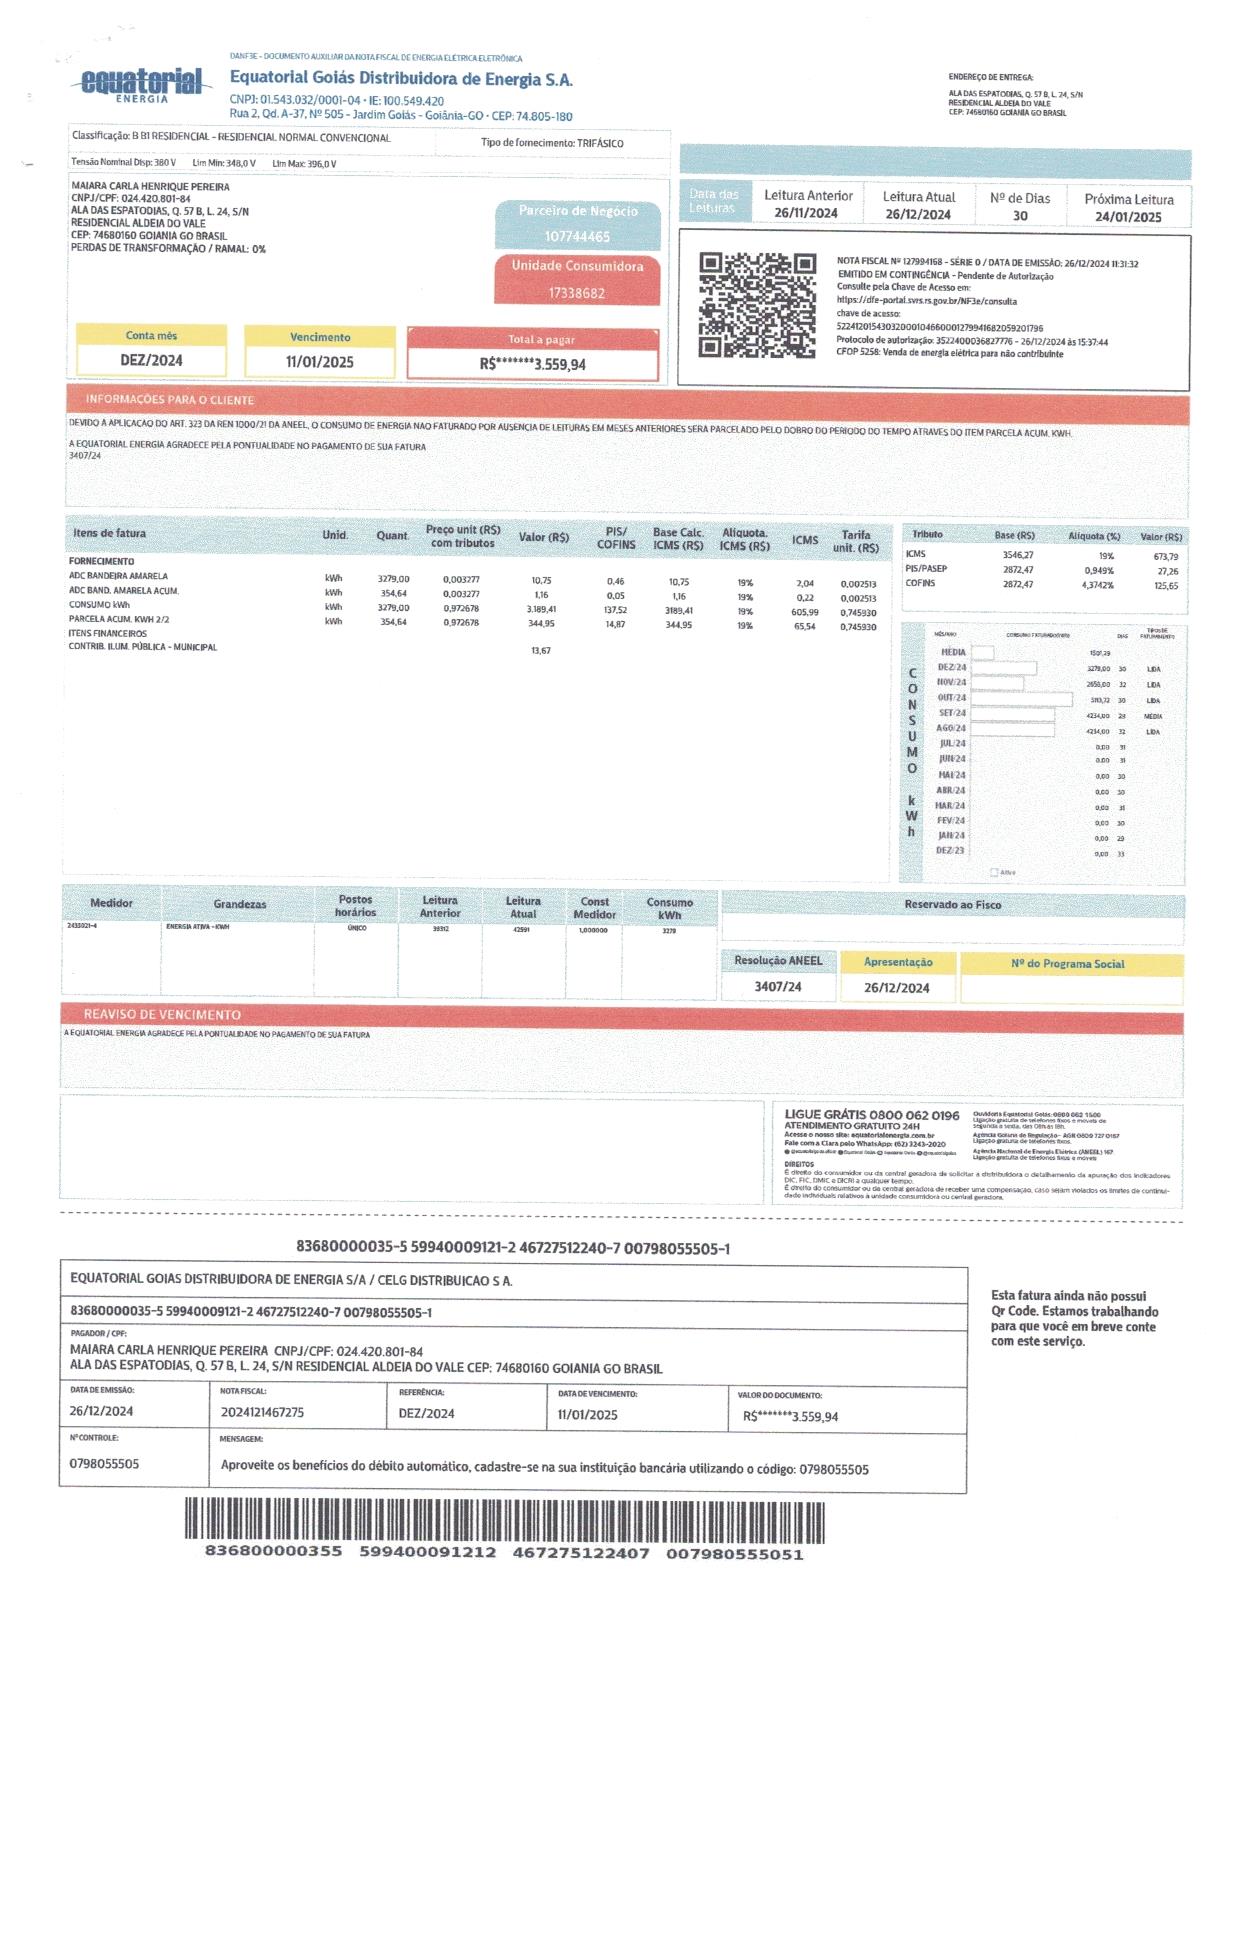 equatorial
ENERGIA
DANF3E - DOCUMENTO AUXILIAR DA NOTA FISCAL DE ENERGIA ELÉTRICA ELETRÔNICA
Equatorial Goiás Distribuidora de Energia S.A.
CNPJ: 01.543.032/0001-04 • IE: 100.549.420
Rua 2, Qd. A-37, Nº 505 - Jardim Goiás - Goiânia-GO • CEP: 74.805-180
ENDEREÇO DE ENTREGA:
ALA DAS ESPATODIAS, Q. 57 B, L. 24, S/N
RESIDENCIAL ALDEIA DO VALE
CEP: 74680160 GOIANIA GO BRASIL
Classificação: B B1 RESIDENCIAL - RESIDENCIAL NORMAL CONVENCIONAL
Tipo de fornecimento: TRIFÁSICO
Tensão Nominal Disp: 380 V Lim Min: 348,0 V Lim Max: 396,0 V
MAIARA CARLA HENRIQUE PEREIRA
CNPJ/CPF: 024.420.801-84
ALA DAS ESPATODIAS, Q. 57 B, L. 24, S/N
RESIDENCIAL ALDEIA DO VALE
CEP: 74680160 GOIANIA GO BRASIL
PERDAS DE TRANSFORMAÇÃO / RAMAL: 0%
Parceiro de Negócio
107744465
Unidade Consumidora
17338682
Data das Leituras Leitura Anterior Leitura Atual Nº de Dias Próxima Leitura
26/11/2024 26/12/2024 30 24/01/2025
NOTA FISCAL Nº 127994168 - SÉRIE 0 / DATA DE EMISSÃO: 26/12/2024 11:31:32
EMITIDO EM CONTINGÊNCIA - Pendente de Autorização
Consulte pela Chave de Acesso em:
https://dfe-portal.svrs.rs.gov.br/NF3e/consulta
chave de acesso:
52241201543032000104660001279941682059201796
Protocolo de autorização: 3522400036827776 - 26/12/2024 às 15:37:44
CFOP 5258: Venda de energia elétrica para não contribuinte
Conta mês Vencimento Total a pagar
DEZ/2024 11/01/2025 R$*******3.559,94
INFORMAÇÕES PARA O CLIENTE
DEVIDO A APLICACAO DO ART. 323 DA REN 1000/21 DA ANEEL, O CONSUMO DE ENERGIA NAO FATURADO POR AUSENCIA DE LEITURAS EM MESES ANTERIORES SERA PARCELADO PELO DOBRO DO PERIODO DO TEMPO ATRAVES DO ITEM PARCELA ACUM. KWH.
A EQUATORIAL ENERGIA AGRADECE PELA PONTUALIDADE NO PAGAMENTO DE SUA FATURA
3407/24
Itens de fatura Unid. Quant. Preço unit (R$) com tributos Valor (R$) PIS/ COFINS Base Calc. ICMS (R$) Alíquota. ICMS (R$) ICMS Tarifa unit. (R$)
FORNECIMENTO
ADC BANDEIRA AMARELA kWh 3279,00 0,003277 10,75 0,46 10,75 19% 2,04 0,002513
ADC BAND. AMARELA ACUM. kWh 354,64 0,003277 1,16 0,05 1,16 19% 0,22 0,002513
CONSUMO kWh kWh 3279,00 0,972678 3.189,41 137,52 3189,41 19% 605,99 0,745930
PARCELA ACUM. KWH 2/2 kWh 354,64 0,972678 344,95 14,87 344,95 19% 65,54 0,745930
ITENS FINANCEIROS
CONTRIB. ILUM. PÚBLICA - MUNICIPAL 13,67
Tributo Base (R$) Alíquota (%) Valor (R$)
ICMS 3546,27 19% 673,79
PIS/PASEP 2872,47 0,949% 27,26
COFINS 2872,47 4,3742% 125,65
CONSUMO kWh
MÊS/ANO CONSUMO FATURADO DIAS TIPOS DE FATURAMENTO
MÉDIA
DEZ/24 3279,00 30 LIDA
NOV/24 32 LIDA
OUT/24 30 LIDA
SET/24 4234,00 MÉDIA
AGO/24 4234,00 32 LIDA
JUL/24 0,00 31
JUN/24 0,00 31
MAI/24 0,00 30
ABR/24 0,00 30
MAR/24 0,00 31
FEV/24 0,00 30
JAN/24 0,00 29
DEZ/23 0,00 33
Ativo
Medidor Grandezas Postos horários Leitura Anterior Leitura Atual Const Medidor Consumo kWh
2435021-4 ENERGIA ATIVA - KWH ÚNICO 39312 42591 1,000000 3279
Reservado ao Fisco
Resolução ANEEL Apresentação Nº do Programa Social
3407/24 26/12/2024
REAVISO DE VENCIMENTO
A EQUATORIAL ENERGIA AGRADECE PELA PONTUALIDADE NO PAGAMENTO DE SUA FATURA
LIGUE GRÁTIS 0800 062 0196
ATENDIMENTO GRATUITO 24H
Acesse o nosso site: equatorialenergia.com.br
Fale com a Clara pelo WhatsApp: (62) 3243-2020
Ouvidoria Equatorial Goiás: 0800 062 1500
Ligação gratuita de telefones fixos e móveis de
segunda a sexta, das 08h às 18h.
Agência Goiana de Regulação- AGR 0800 727 0167
Ligação gratuita de telefones fixos.
Agência Nacional de Energia Elétrica (ANEEL) 167
Ligação gratuita de telefones fixos e móveis
DIREITOS
É direito do consumidor ou da central geradora de solicitar à distribuidora o detalhamento da apuração dos indicadores
DIC, FIC, DMIC e DICRI a qualquer tempo.
É direito do consumidor ou da central geradora de receber uma compensação, caso sejam violados os limites de continui-
dade individuais relativos à unidade consumidora ou central geradora.
83680000035-5 59940009121-2 46727512240-7 00798055505-1
EQUATORIAL GOIAS DISTRIBUIDORA DE ENERGIA S/A / CELG DISTRIBUICAO S A.
83680000035-5 59940009121-2 46727512240-7 00798055505-1
PAGADOR / CPF:
MAIARA CARLA HENRIQUE PEREIRA CNPJ/CPF: 024.420.801-84
ALA DAS ESPATODIAS, Q. 57 B, L. 24, S/N RESIDENCIAL ALDEIA DO VALE CEP: 74680160 GOIANIA GO BRASIL
DATA DE EMISSÃO: NOTA FISCAL: REFERÊNCIA: DATA DE VENCIMENTO: VALOR DO DOCUMENTO:
26/12/2024 2024121467275 DEZ/2024 11/01/2025 R$*******3.559,94
Nº CONTROLE: MENSAGEM:
0798055505 Aproveite os benefícios do débito automático, cadastre-se na sua instituição bancária utilizando o código: 0798055505
Esta fatura ainda não possui
Qr Code. Estamos trabalhando
para que você em breve conte
com este serviço.
836800000355 599400091212 467275122407 007980555051